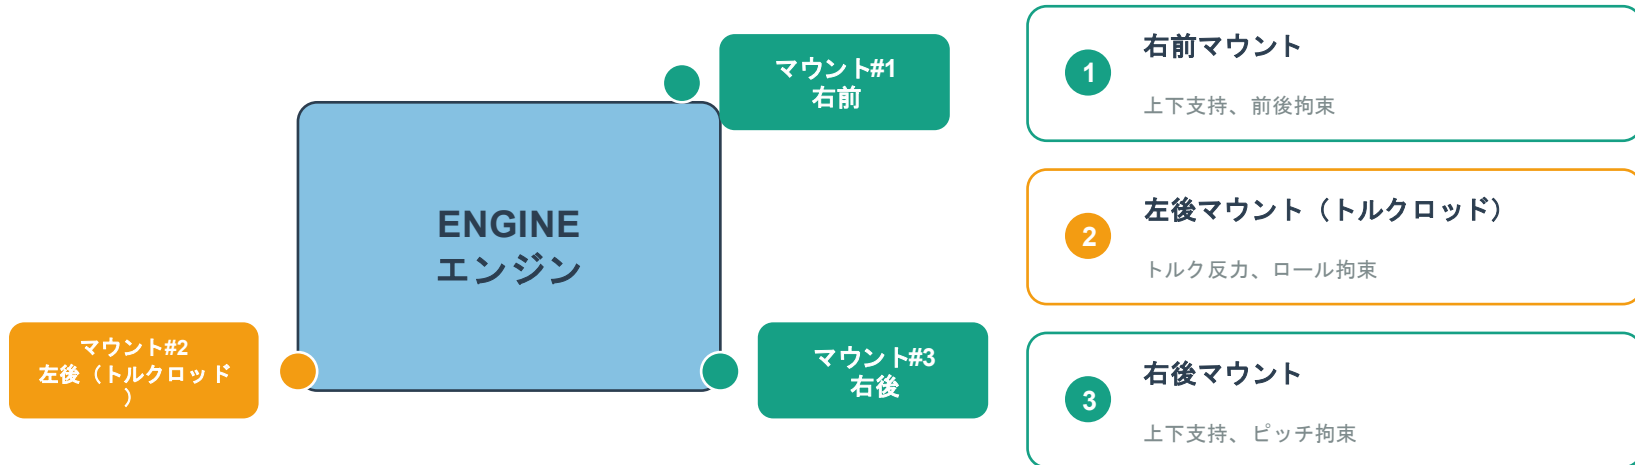 マウント#1
右前
ENGINE
エンジン
マウント#2
左後（トルクロッド
）
マウント#3
右後
1
右前マウント
上下支持、前後拘束
2
左後マウント（トルクロッド）
トルク反力、ロール拘束
3
右後マウント
上下支持、ピッチ拘束